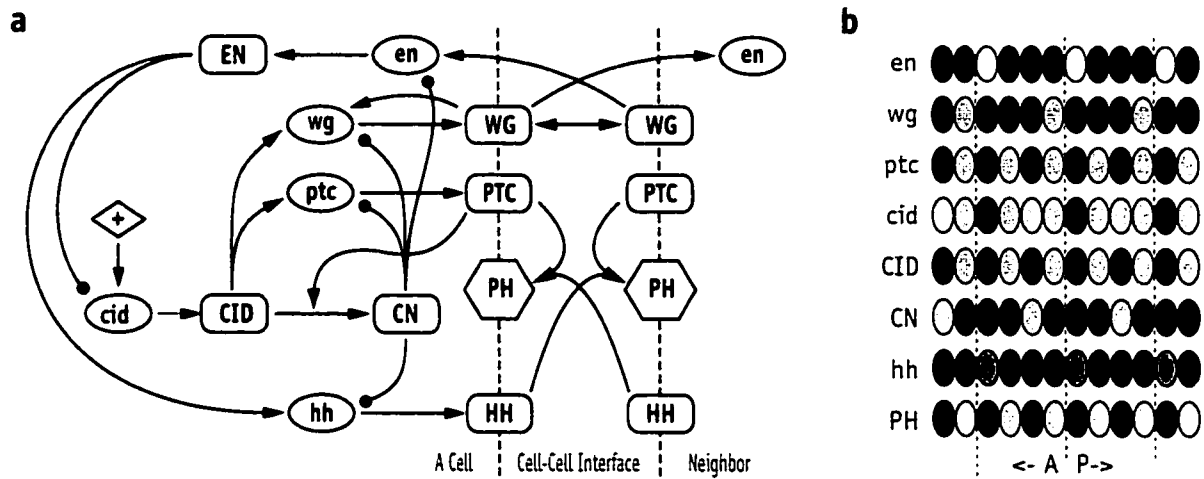 a
EN
en
en
wg
WG
WG
ptc
PTC
PTC
+
PH
PH
cid
CID
CN
hh
HH
HH
A Cell
Cell-Cell Interface
Neighbor
b
en
wg
ptc
cid
CID
CN
hh
PH
<- A P->